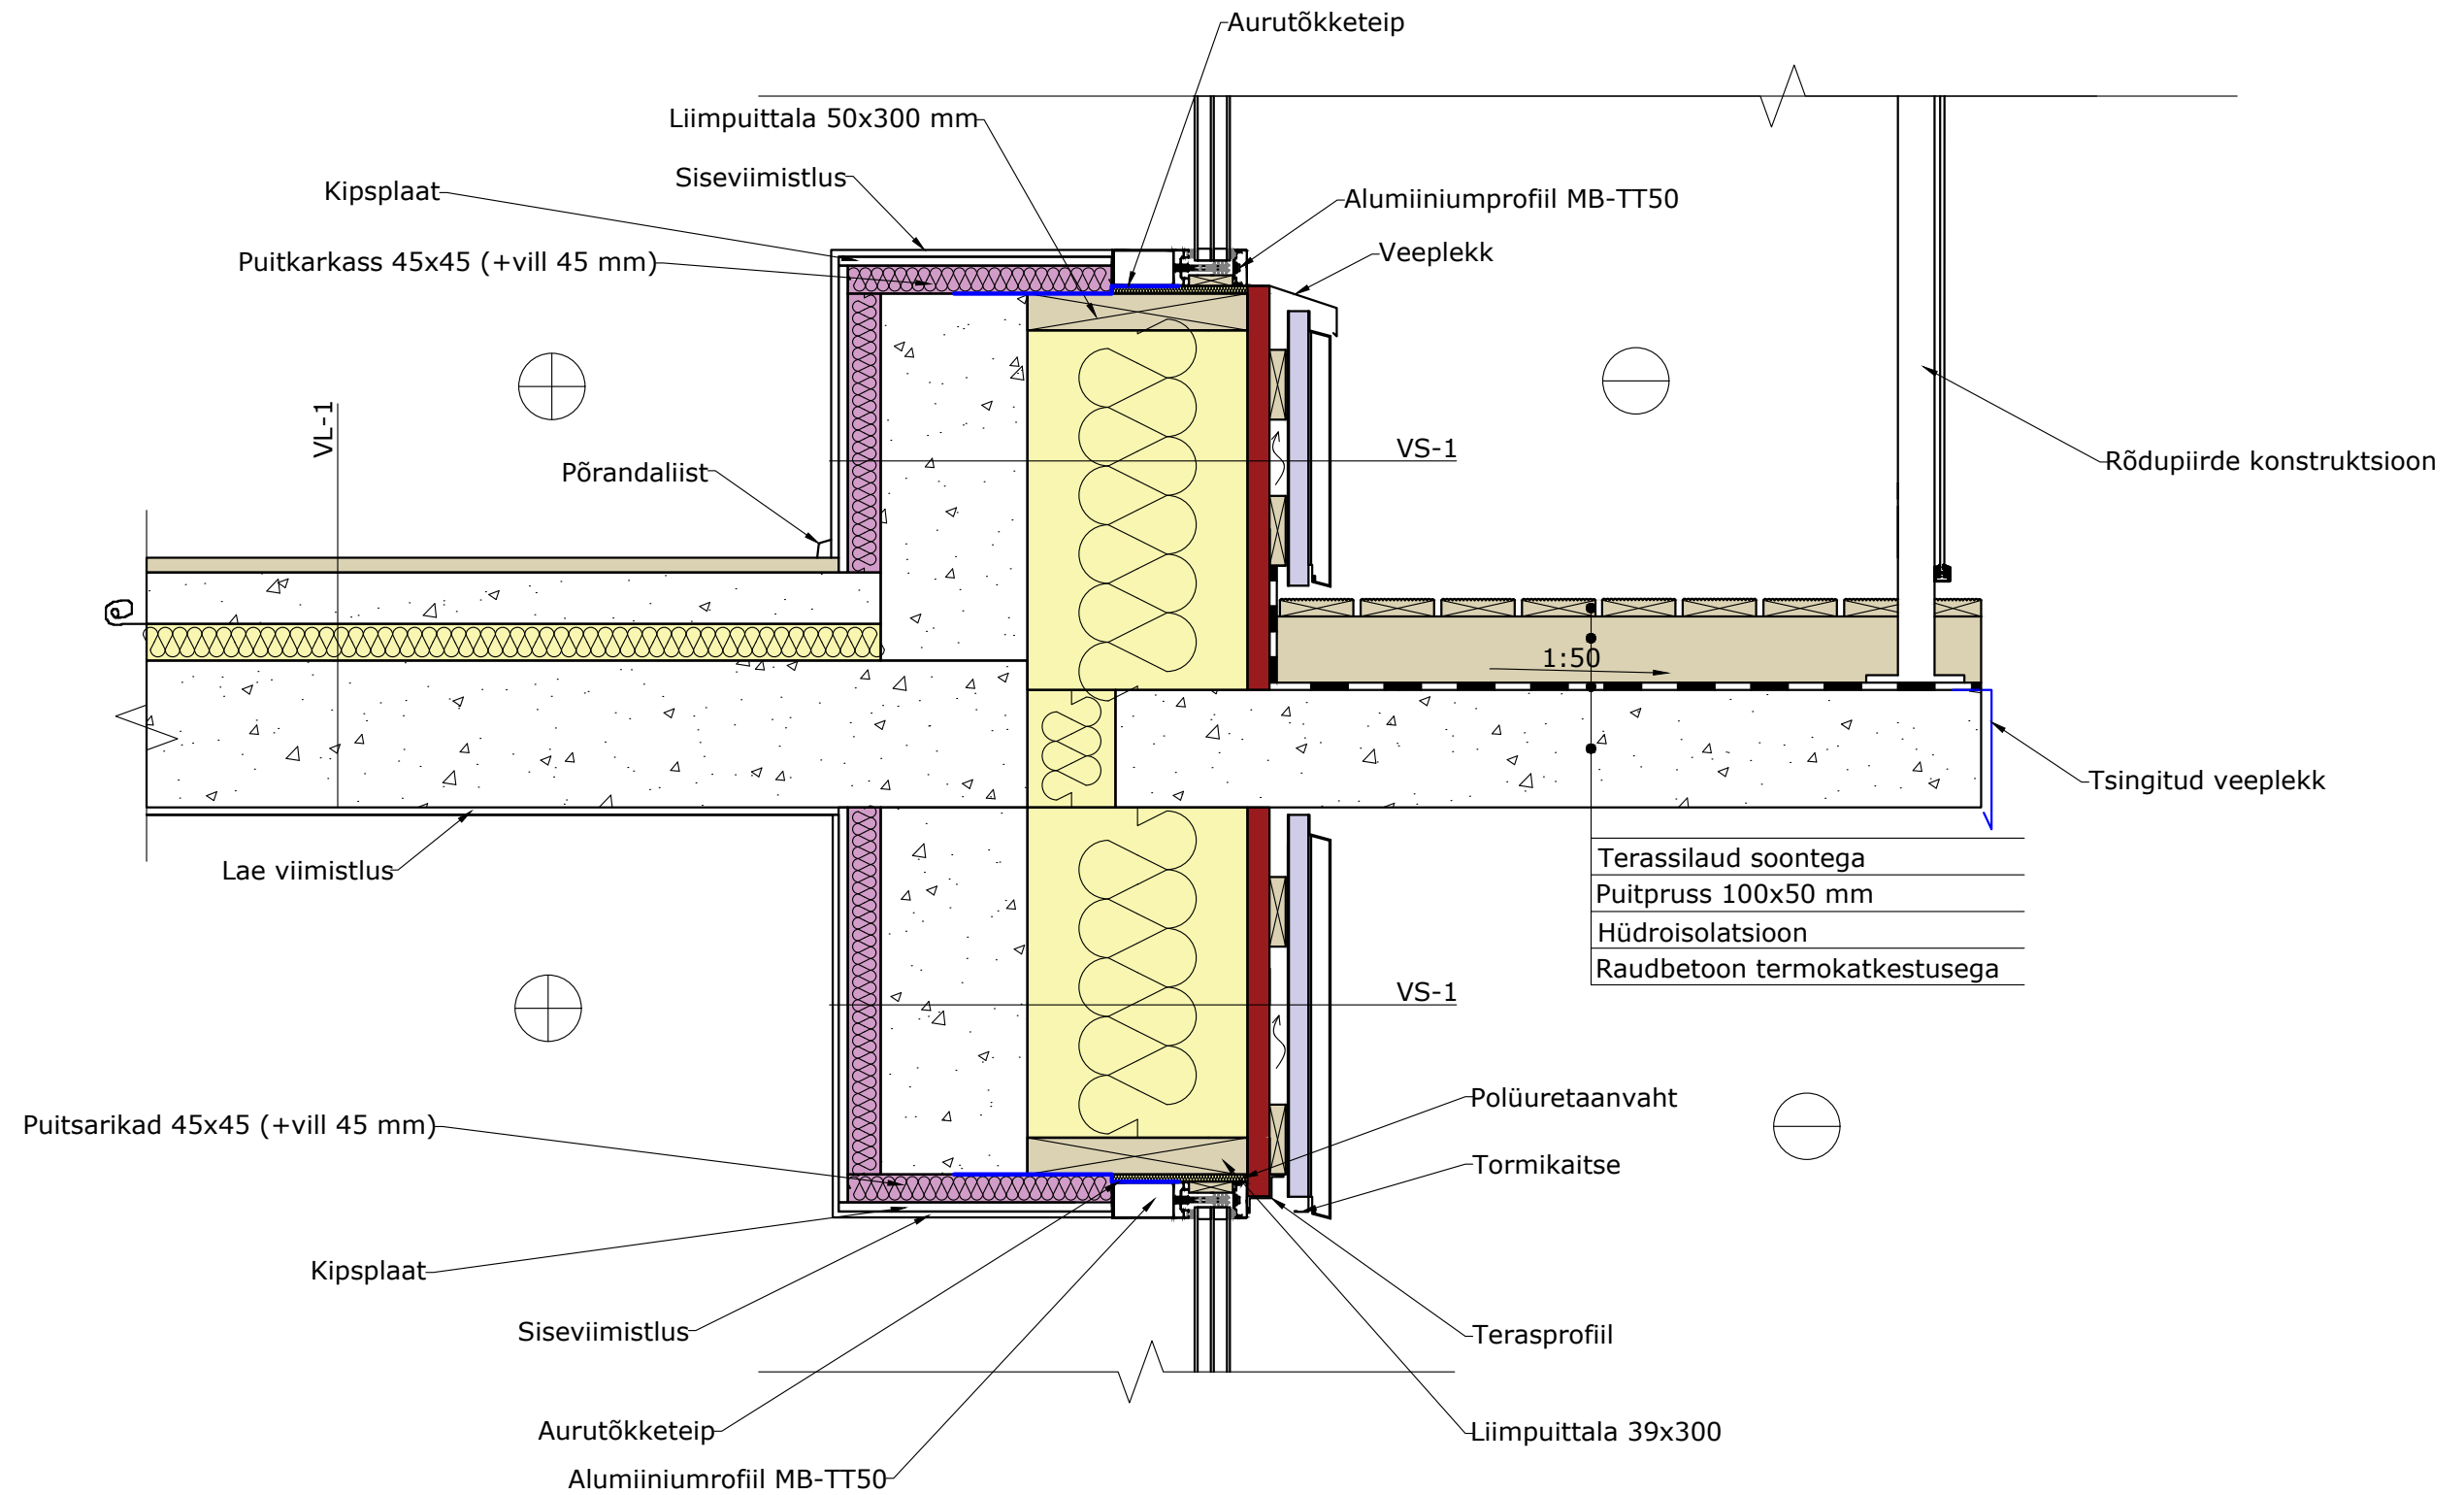 Aurutõkketeip
Liimpuittala 50x300 mm
Siseviimistlus
Kipsplaat
Alumiiniumprofiil MB-TT50
Veeplekk
Puitkarkass 45x45 (+vill 45 mm)
VL-1
VS-1
Põrandaliist
Rõdupiirde konstruktsioon
1:50
Tsingitud veeplekk
Lae viimistlus
Terassilaud soontega
Puitpruss 100x50 mm
Hüdroisolatsioon
Raudbetoon termokatkestusega
VS-1
Polüuretaanvaht
Puitsarikad 45x45 (+vill 45 mm)
Tormikaitse
Kipsplaat
Siseviimistlus
Terasprofiil
Aurutõkketeip
Liimpuittala 39x300
Alumiiniumrofiil MB-TT50